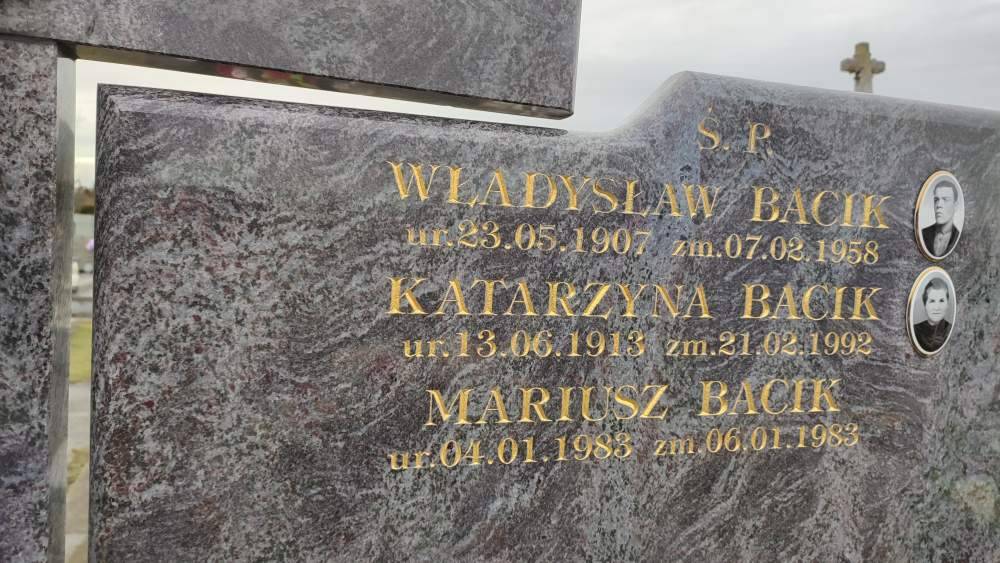 Ś. P.
WŁADYSŁAW BACIK
ur.23.05.1907 zm.07.02.1958
KATARZYNA BACIK
ur.13.06.1913 zm.21.02.1992
MARIUSZ BACIK
ur.04.01.1983 zm.06.01.1983